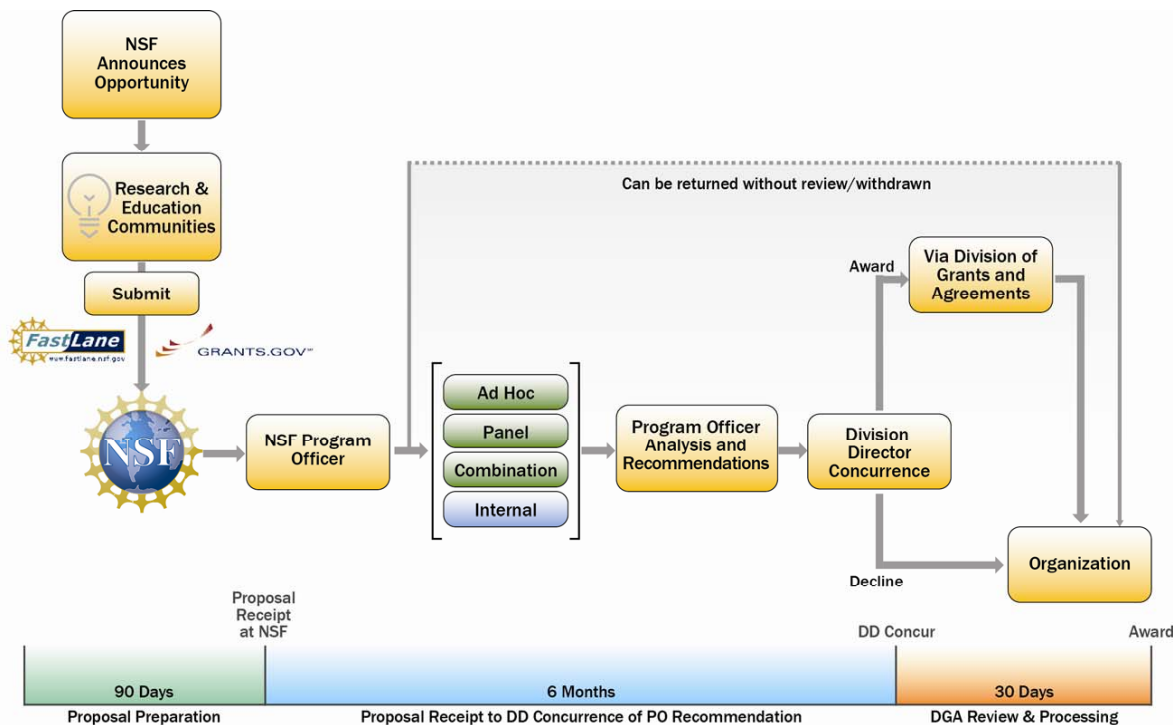 NSF
Announces
Opportunity
Research &
Education
Communities
Submit
FastLane
www.fastlane.nsf.gov
GRANTS.GOV℠
NSF
NSF Program
Officer
Can be returned without review/withdrawn
Ad Hoc
Panel
Combination
Internal
Program Officer
Analysis and
Recommendations
Division
Director
Concurrence
Award
Via Division of
Grants and
Agreements
Decline
Organization
Proposal
Receipt
at NSF
DD Concur
Award
90 Days
6 Months
30 Days
Proposal Preparation
Proposal Receipt to DD Concurrence of PO Recommendation
DGA Review & Processing